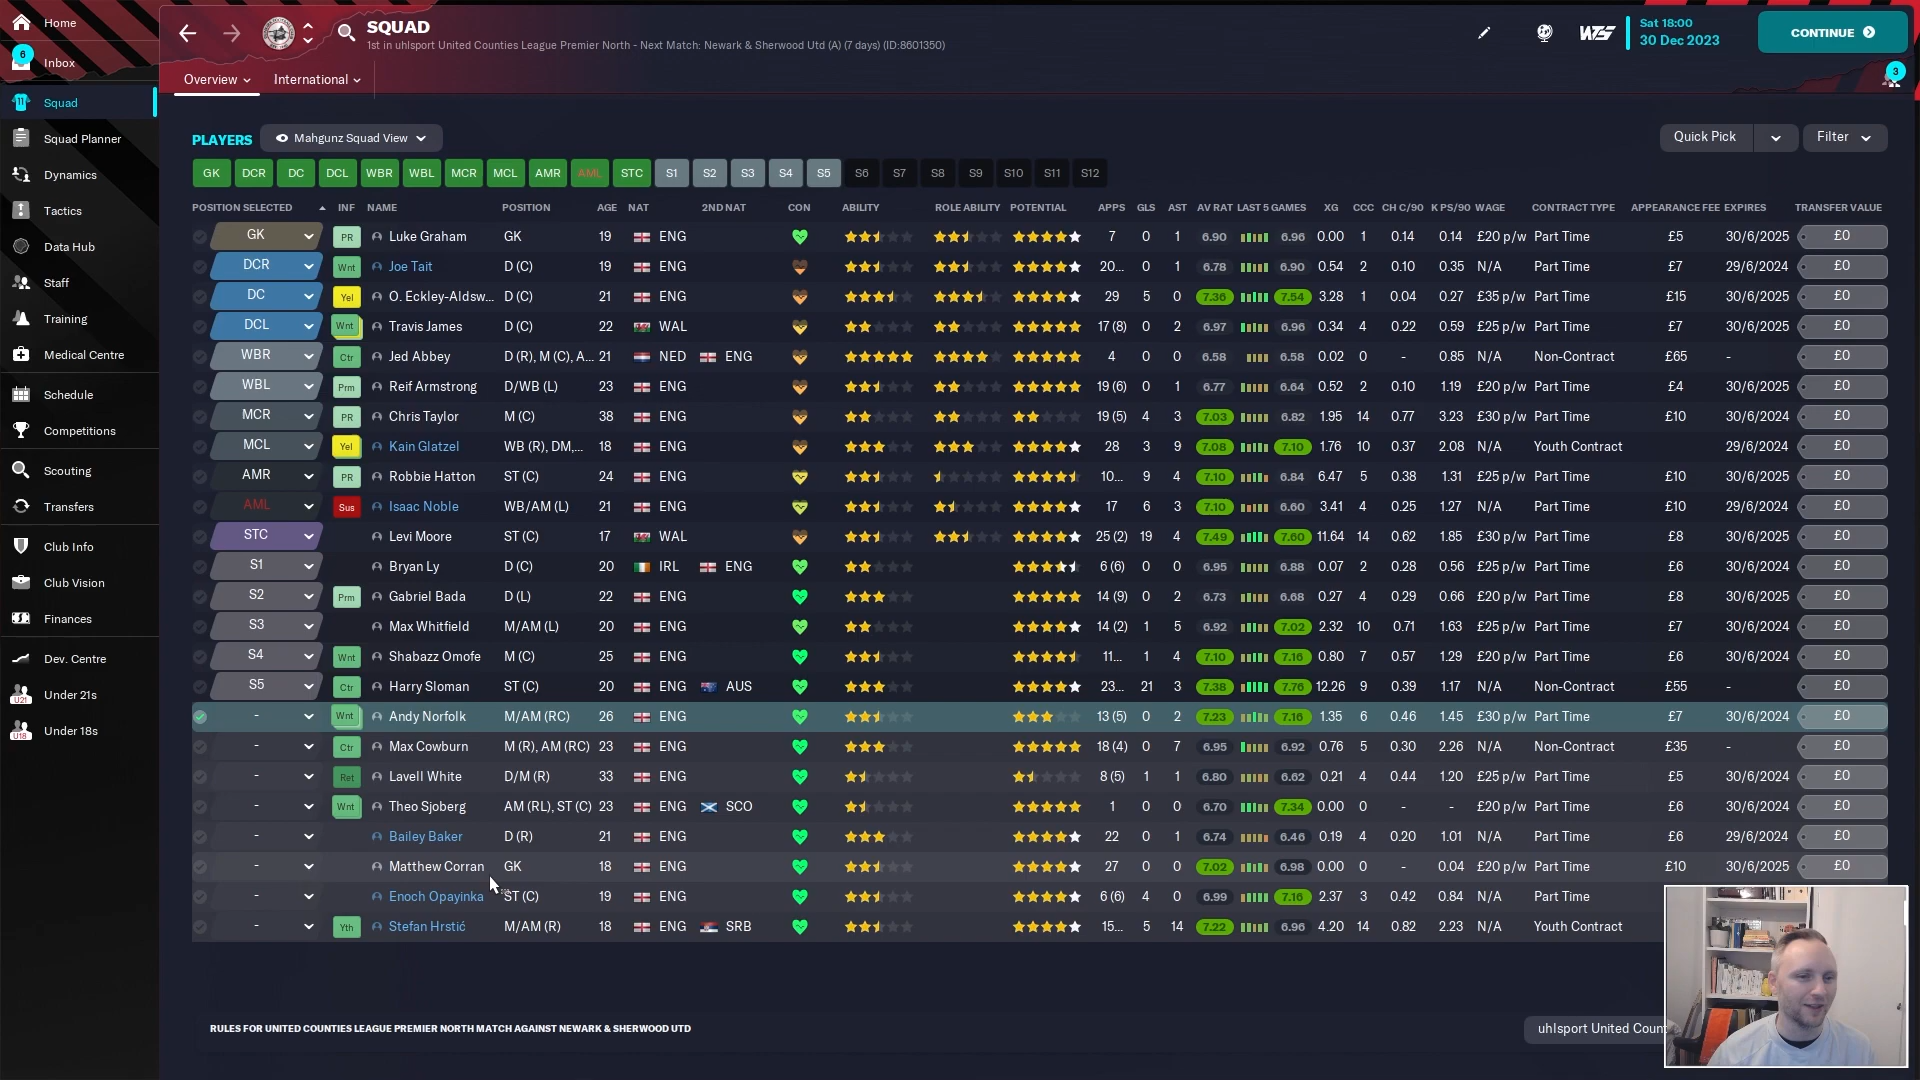 Home
6
Inbox
Squad
Squad Planner
Dynamics
Tactics
Data Hub
Staff
Training
Medical Centre
Schedule
Competitions
Scouting
Transfers
Club Info
Club Vision
Finances
Dev. Centre
U21 Under 21s
U18 Under 18s
SQUAD
1st in uhlsport United Counties League Premier North - Next Match: Newark & Sherwood Utd (A) (7 days) (ID:8601350)
Sat 18:00
30 Dec 2023
CONTINUE
Overview International
3
PLAYERS Mahgunz Squad View Quick Pick Filter
GK DCR DC DCL WBR WBL MCR MCL AMR AML STC S1 S2 S3 S4 S5 S6 S7 S8 S9 S10 S11 S12
POSITION SELECTED INF NAME POSITION AGE NAT 2ND NAT CON ABILITY ROLE ABILITY POTENTIAL APPS GLS AST AV RAT LAST 5 GAMES XG CCC CH C/90 K PS/90 WAGE CONTRACT TYPE APPEARANCE FEE EXPIRES TRANSFER VALUE
GK PR Luke Graham GK 19 ENG 7 0 1 6.90 6.96 0.00 1 0.14 0.14 £20 p/w Part Time £5 30/6/2025 £0
DCR Wnt Joe Tait D (C) 19 ENG 20... 0 1 6.78 6.90 0.54 2 0.10 0.35 N/A Part Time £7 29/6/2024 £0
DC Yel O. Eckley-Aldsw... D (C) 21 ENG 29 5 0 7.36 7.54 3.28 1 0.04 0.27 £35 p/w Part Time £15 30/6/2025 £0
DCL Wnt Travis James D (C) 22 WAL 17 (8) 0 2 6.97 6.96 0.34 4 0.22 0.59 £25 p/w Part Time £7 30/6/2025 £0
WBR Ctr Jed Abbey D (R), M (C), A... 21 NED ENG 4 0 0 6.58 6.58 0.02 0 - 0.85 N/A Non-Contract £65 - £0
WBL Prm Reif Armstrong D/WB (L) 23 ENG 19 (6) 0 1 6.77 6.64 0.52 2 0.10 1.19 £20 p/w Part Time £4 30/6/2025 £0
MCR PR Chris Taylor M (C) 38 ENG 19 (5) 4 3 7.03 6.82 1.95 14 0.77 3.23 £30 p/w Part Time £10 30/6/2024 £0
MCL Yel Kain Glatzel WB (R), DM,... 18 ENG 28 3 9 7.08 7.10 1.76 10 0.37 2.08 N/A Youth Contract 29/6/2024 £0
AMR PR Robbie Hatton ST (C) 24 ENG 10... 9 4 7.10 6.84 6.47 5 0.38 1.31 £25 p/w Part Time £10 30/6/2025 £0
AML Sus Isaac Noble WB/AM (L) 21 ENG 17 6 3 7.10 6.60 3.41 4 0.25 1.27 N/A Part Time £10 29/6/2024 £0
STC Levi Moore ST (C) 17 WAL 25 (2) 19 4 7.49 7.60 11.64 14 0.62 1.85 £30 p/w Part Time £8 30/6/2025 £0
S1 Bryan Ly D (C) 20 IRL ENG 6 (6) 0 0 6.95 6.88 0.07 2 0.28 0.56 £25 p/w Part Time £6 30/6/2025 £0
S2 Prm Gabriel Bada D (L) 22 ENG 14 (9) 0 2 6.73 6.68 0.27 4 0.29 0.66 £20 p/w Part Time £8 30/6/2025 £0
S3 Max Whitfield M/AM (L) 20 ENG 14 (2) 1 5 6.92 7.02 2.32 10 0.71 1.63 £25 p/w Part Time £7 30/6/2024 £0
S4 Wnt Shabazz Omofe M (C) 25 ENG 11... 1 4 7.10 7.16 0.80 7 0.57 1.29 £20 p/w Part Time £6 30/6/2024 £0
S5 Ctr Harry Sloman ST (C) 20 ENG AUS 23... 21 3 7.38 7.76 12.26 9 0.39 1.17 N/A Non-Contract £55 - £0
- Wnt Andy Norfolk M/AM (RC) 26 ENG 13 (5) 0 2 7.23 7.16 1.35 6 0.46 1.45 £30 p/w Part Time £7 30/6/2024 £0
- Ctr Max Cowburn M (R), AM (RC) 23 ENG 18 (4) 0 7 6.95 6.92 0.76 5 0.30 2.26 N/A Non-Contract £35 - £0
- Ret Lavell White D/M (R) 33 ENG 8 (5) 1 1 6.80 6.62 0.21 4 0.44 1.20 £25 p/w Part Time £5 30/6/2024 £0
- Wnt Theo Sjoberg AM (RL), ST (C) 23 ENG SCO 1 0 0 6.70 7.34 0.00 0 - - £20 p/w Part Time £6 30/6/2024 £0
- Bailey Baker D (R) 21 ENG 22 0 1 6.74 6.46 0.19 4 0.20 1.01 N/A Part Time £6 29/6/2024 £0
- Matthew Corran GK 18 ENG 27 0 0 7.02 6.98 0.00 0 - 0.04 £20 p/w Part Time £10 30/6/2025 £0
- Enoch Opayinka ST (C) 19 ENG 6 (6) 4 0 6.99 7.16 2.37 3 0.42 0.84 N/A Part Time
- Yth Stefan Hrstić M/AM (R) 18 ENG SRB 15... 5 14 7.22 6.96 4.20 14 0.82 2.23 N/A Youth Contract
RULES FOR UNITED COUNTIES LEAGUE PREMIER NORTH MATCH AGAINST NEWARK & SHERWOOD UTD
uhlsport United Count